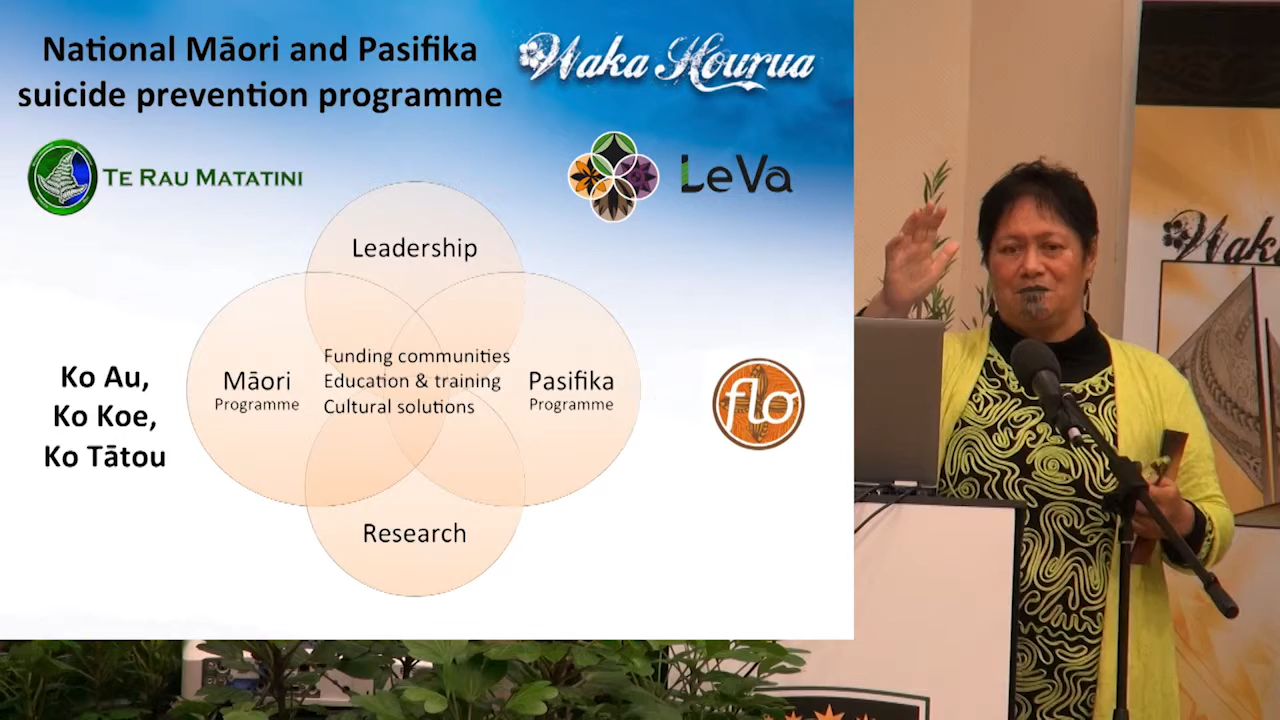 National Māori and Pasifika
suicide prevention programme
Waka Hourua
TE RAU MATATINI
LeVa
Leadership
Funding communities
Education & training
Cultural solutions
Māori
Programme
Pasifika
Programme
Ko Au,
Ko Koe,
Ko Tātou
flo
Research
Wak